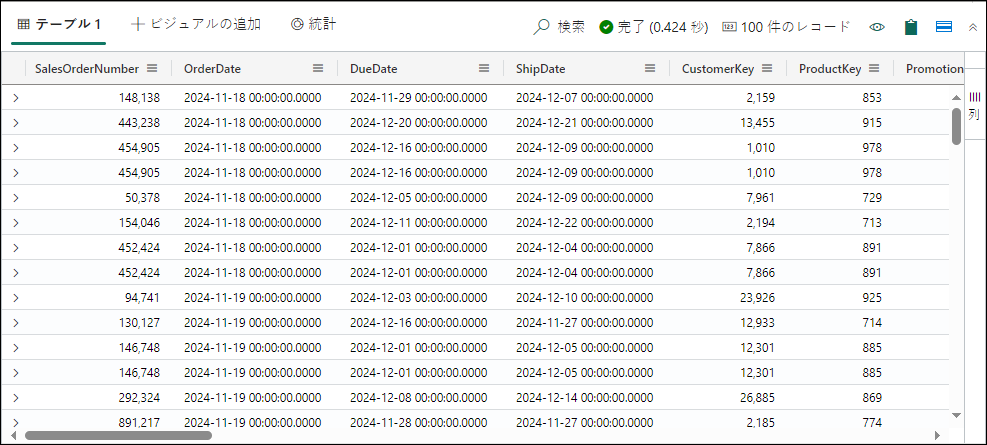 テーブル 1 ビジュアルの追加 統計 検索 完了 (0.424 秒) 123 100 件のレコード
SalesOrderNumber OrderDate DueDate ShipDate CustomerKey ProductKey Promotion
148,138 2024-11-18 00:00:00.0000 2024-11-29 00:00:00.0000 2024-12-07 00:00:00.0000 2,159 853
443,238 2024-11-18 00:00:00.0000 2024-12-20 00:00:00.0000 2024-12-21 00:00:00.0000 13,455 915
454,905 2024-11-18 00:00:00.0000 2024-12-16 00:00:00.0000 2024-12-09 00:00:00.0000 1,010 978
454,905 2024-11-18 00:00:00.0000 2024-12-16 00:00:00.0000 2024-12-09 00:00:00.0000 1,010 978
50,378 2024-11-18 00:00:00.0000 2024-12-05 00:00:00.0000 2024-12-09 00:00:00.0000 7,961 729
154,046 2024-11-18 00:00:00.0000 2024-12-11 00:00:00.0000 2024-12-22 00:00:00.0000 2,194 713
452,424 2024-11-18 00:00:00.0000 2024-12-01 00:00:00.0000 2024-12-04 00:00:00.0000 7,866 891
452,424 2024-11-18 00:00:00.0000 2024-12-01 00:00:00.0000 2024-12-04 00:00:00.0000 7,866 891
94,741 2024-11-19 00:00:00.0000 2024-12-03 00:00:00.0000 2024-12-10 00:00:00.0000 23,926 925
130,127 2024-11-19 00:00:00.0000 2024-12-16 00:00:00.0000 2024-11-27 00:00:00.0000 12,933 714
146,748 2024-11-19 00:00:00.0000 2024-12-01 00:00:00.0000 2024-12-05 00:00:00.0000 12,301 885
146,748 2024-11-19 00:00:00.0000 2024-12-01 00:00:00.0000 2024-12-05 00:00:00.0000 12,301 885
292,324 2024-11-19 00:00:00.0000 2024-12-08 00:00:00.0000 2024-12-14 00:00:00.0000 26,885 869
891,217 2024-11-19 00:00:00.0000 2024-11-28 00:00:00.0000 2024-11-27 00:00:00.0000 2,185 774
列